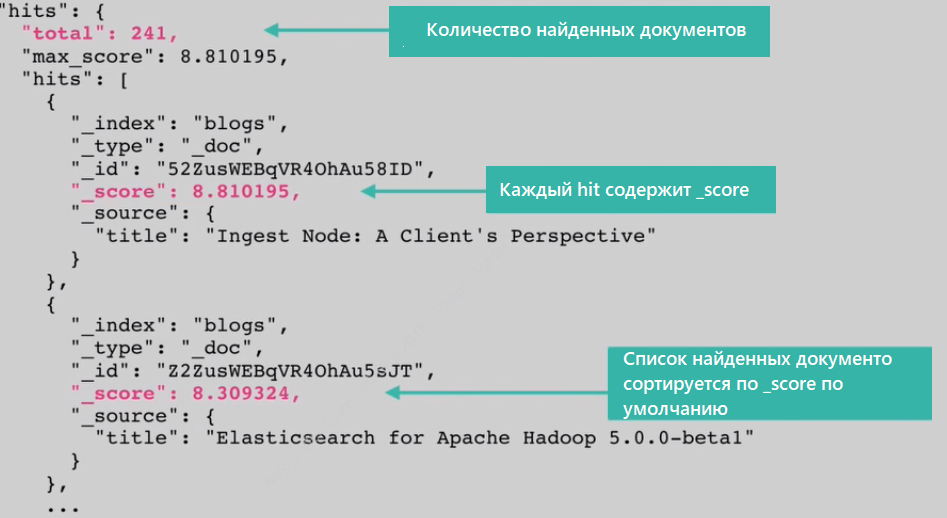 "hits": {
"total": 241,
Количество найденных документов
"max_score": 8.810195,
"hits": [
{
"_index": "blogs",
"_type": "_doc",
"_id": "52ZusWEBqVR4OhAu58ID",
"_score": 8.810195,
Каждый hit содержит _score
"_source": {
"title": "Ingest Node: A Client's Perspective"
}
},
{
"_index": "blogs",
"_type": "_doc",
"_id": "Z2ZusWEBqVR4OhAu5sJT",
"_score": 8.309324,
Список найденных документо
сортируется по _score по
умолчанию
"_source": {
"title": "Elasticsearch for Apache Hadoop 5.0.0-beta1"
}
},
...